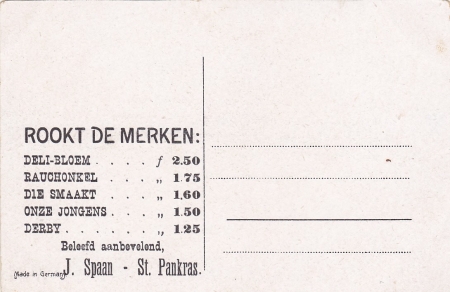 ROOKT DE MERKEN:
DELI-BLOEM . . . . f 2.50
RAUCHONKEL . . . „ 1.75
DIE SMAAKT . . . „ 1.60
ONZE JONGENS . . . „ 1.50
DERBY . . . . . . „ 1.25
Beleefd aanbevelend,
J. Spaan - St. Pankras.
Made in Germany